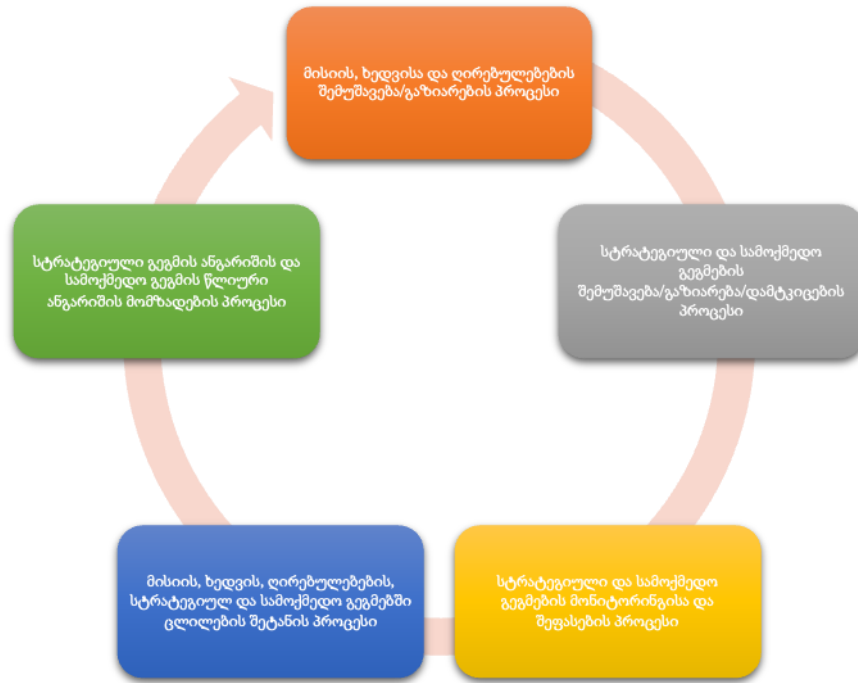 მისიის, ხედვისა და ღირებულებების
შემუშავება/გაზიარების პროცესი
სტრატეგიული და სამოქმედო
გეგმების
შემუშავება/გაზიარება/დამტკიცების
პროცესი
სტრატეგიული და სამოქმედო
გეგმების მონიტორინგისა და
შეფასების პროცესი
მისიის, ხედვის, ღირებულებების,
სტრატეგიულ და სამოქმედო გეგმებში
ცლილების შეტანის პროცესი
სტრატეგიული გეგმის ანგარიშის და
სამოქმედო გეგმის წლიური
ანგარიშის მომზადების პროცესი